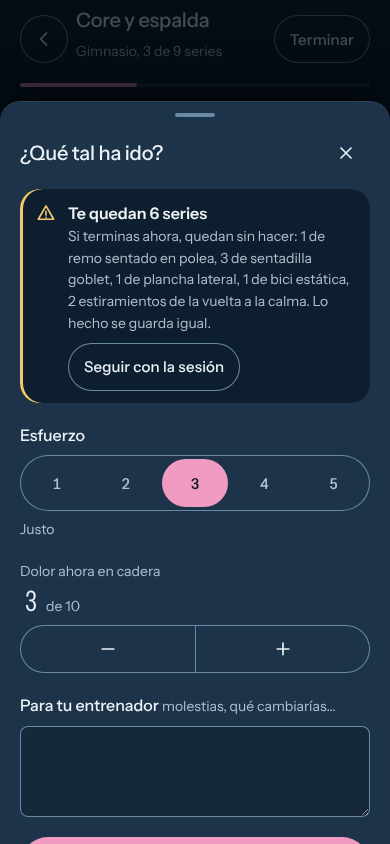 Core y espalda
Gimnasio, 3 de 9 series
Terminar
¿Qué tal ha ido?
Te quedan 6 series
Si terminas ahora, quedan sin hacer: 1 de
remo sentado en polea, 3 de sentadilla
goblet, 1 de plancha lateral, 1 de bici estática,
2 estiramientos de la vuelta a la calma. Lo
hecho se guarda igual.
Seguir con la sesión
Esfuerzo
1 2 3 4 5
Justo
Dolor ahora en cadera
3 de 10
− +
Para tu entrenador molestias, qué cambiarías...